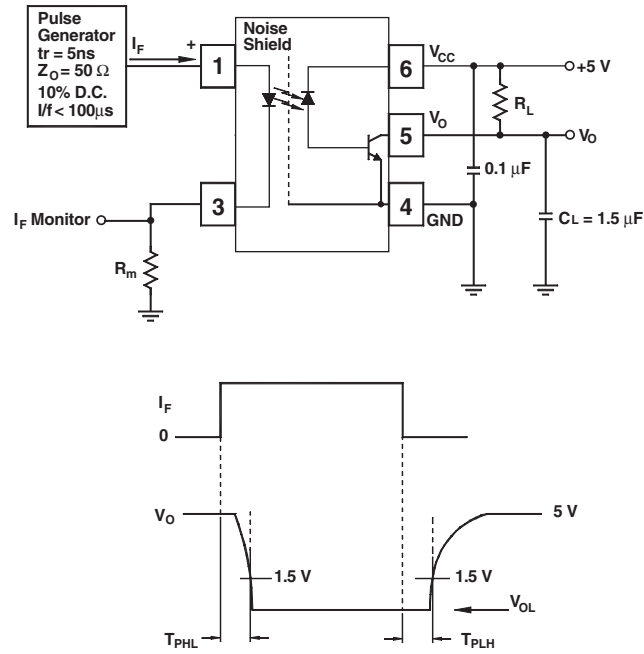 Pulse
Generator
tr = 5ns
Z_O = 50 Ω
10% D.C.
I/f < 100μs
I_F
+
1
Noise
Shield
6
V_CC
+5 V
R_L
5
V_O
V_O
0.1 μF
3
4
GND
C_L = 1.5 μF
I_F Monitor
R_m
I_F
0
V_O
5 V
1.5 V
1.5 V
V_OL
T_PHL
T_PLH